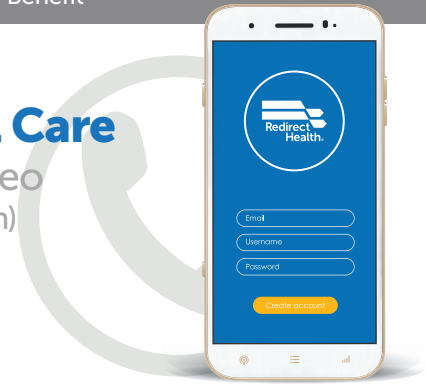 Benefit
Care
eo
n)
Redirect
Health®
Email
Username
Password
Create account